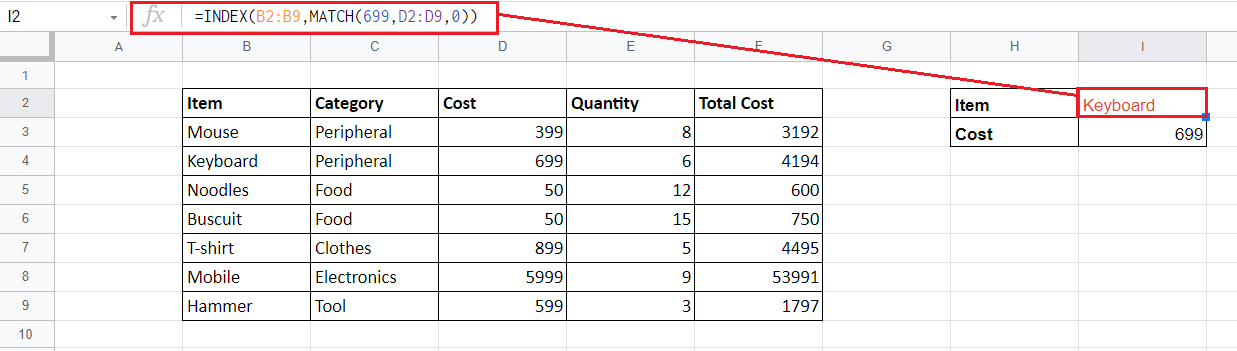 I2 fx =INDEX(B2:B9,MATCH(699,D2:D9,0))
A B C D E F G H I
1
2 Item Category Cost Quantity Total Cost Item Keyboard
3 Mouse Peripheral 399 8 3192 Cost 699
4 Keyboard Peripheral 699 6 4194
5 Noodles Food 50 12 600
6 Buscuit Food 50 15 750
7 T-shirt Clothes 899 5 4495
8 Mobile Electronics 5999 9 53991
9 Hammer Tool 599 3 1797
10